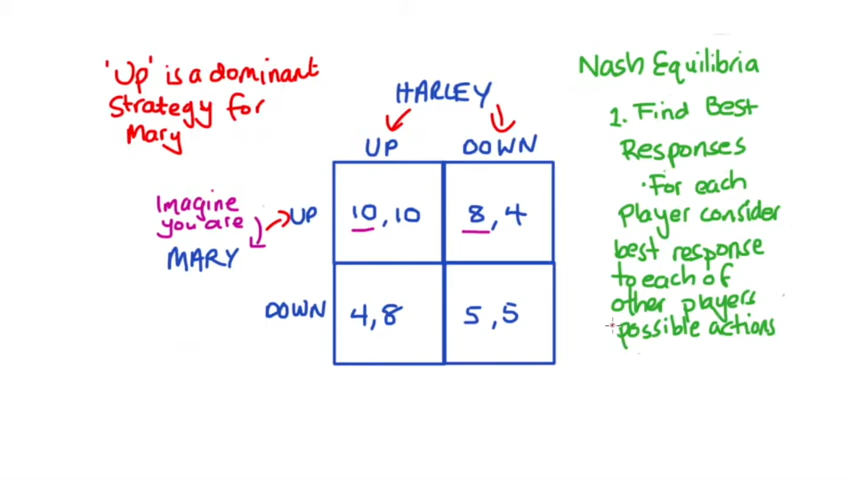 'Up' is a dominant
Strategy for
Mary
HARLEY
UP
DOWN
Imagine
you are
MARY
UP
10,10
8,4
DOWN
4,8
5,5
Nash Equilibria
1. Find Best
Responses
·For each
Player consider
best response
to each of
other players
possible actions